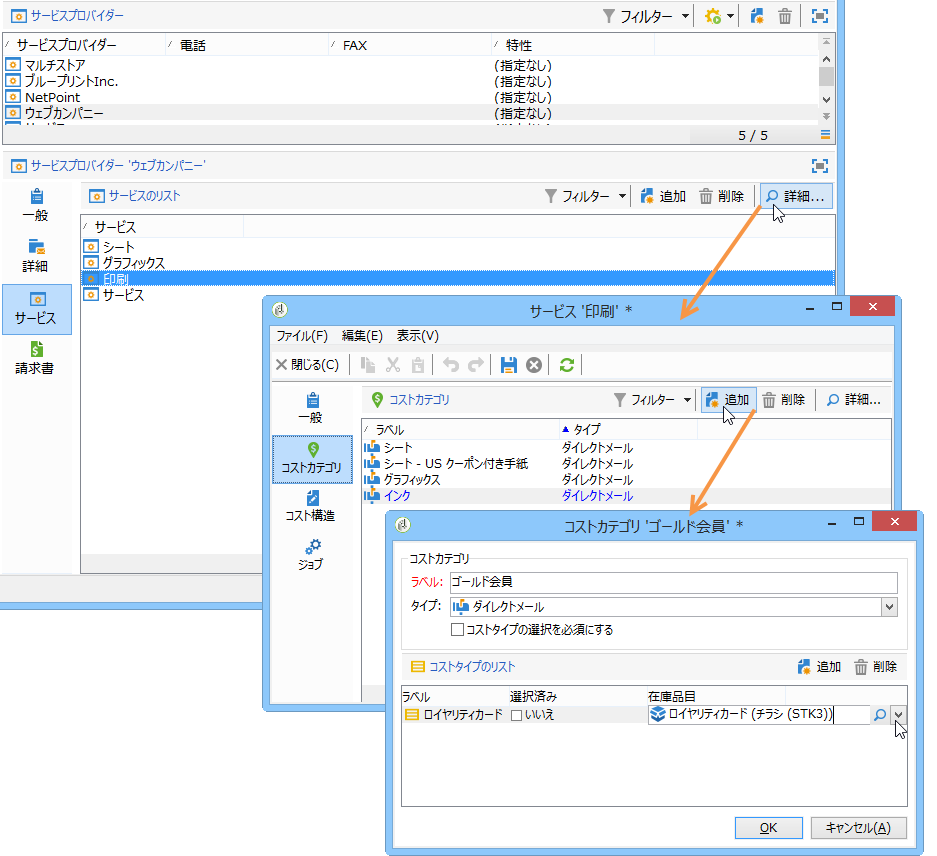 サービスプロバイダー
フィルター
サービスプロバイダー 電話 FAX 特性
マルチストア (指定なし)
ブループリントInc. (指定なし)
NetPoint (指定なし)
ウェブカンパニー (指定なし)
5 / 5
サービスプロバイダー 'ウェブカンパニー'
一般
詳細
サービス
請求書
サービスのリスト
フィルター 追加 削除 詳細...
サービス
シート
グラフィックス
印刷
サービス
サービス '印刷' *
ファイル(F) 編集(E) 表示(V)
閉じる(C)
一般
コストカテゴリ
コスト構造
ジョブ
コストカテゴリ
フィルター 追加 削除 詳細...
ラベル タイプ
シート ダイレクトメール
シート - US クーポン付き手紙 ダイレクトメール
グラフィックス ダイレクトメール
インク ダイレクトメール
コストカテゴリ 'ゴールド会員' *
コストカテゴリ
ラベル: ゴールド会員
タイプ: ダイレクトメール
コストタイプの選択を必須にする
コストタイプのリスト 追加 削除
ラベル 選択済み 在庫品目
ロイヤリティカード いいえ ロイヤリティカード (チラシ (STK3))
OK キャンセル(A)